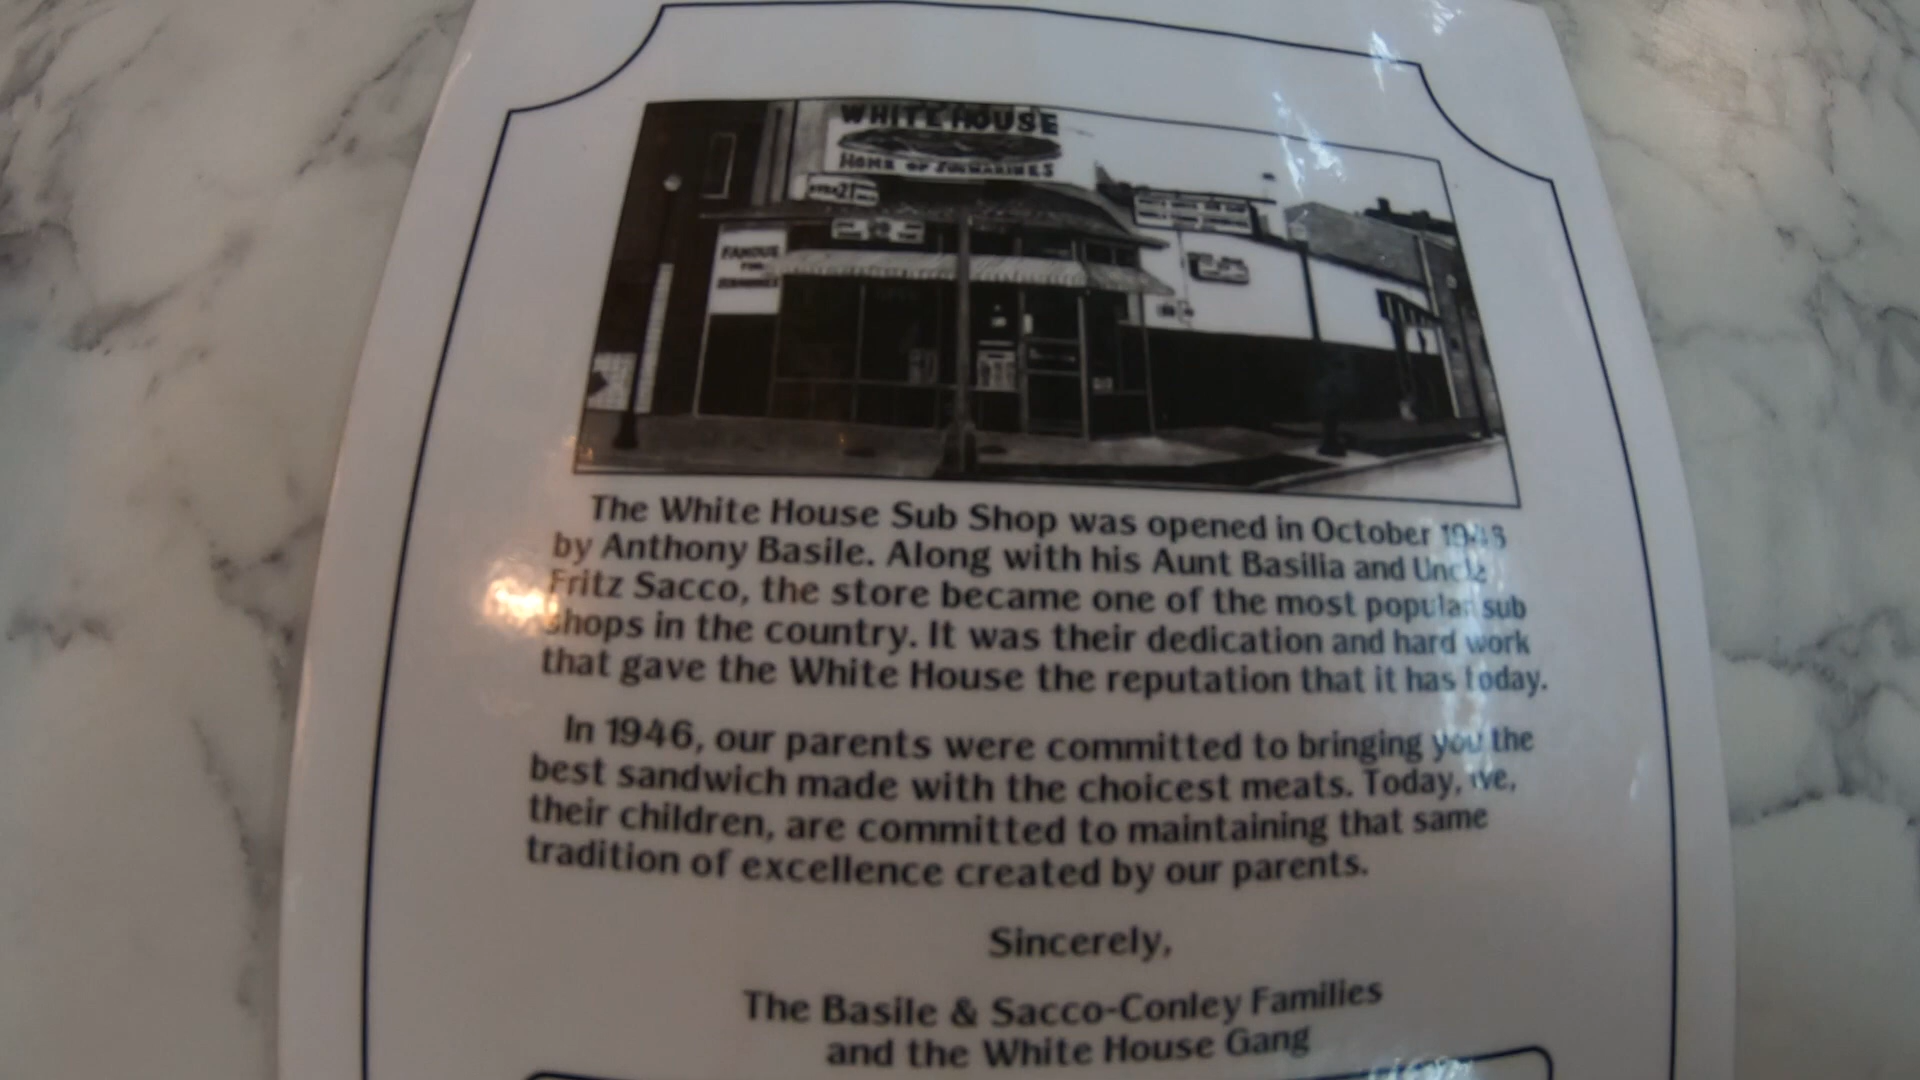 WHITE HOUSE
HOME OF SUBMARINES
FAMOUS
FOR
SUBMARINES
The White House Sub Shop was opened in October
by Anthony Basile. Along with his Aunt Basilia and Uncle
Fritz Sacco, the store became one of the most popular sub
shops in the country. It was their dedication and hard work
that gave the White House the reputation that it has today.
In 1946, our parents were committed to bringing you the
best sandwich made with the choicest meats. Today, we,
their children, are committed to maintaining that same
tradition of excellence created by our parents.
Sincerely,
The Basile & Sacco-Conley Families
and the White House Gang